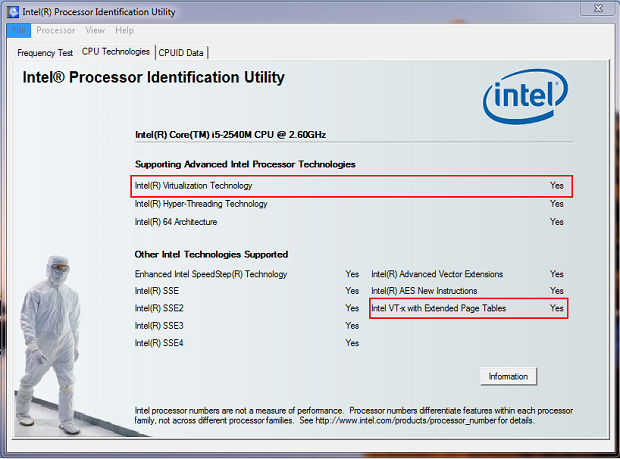 Intel(R) Processor Identification Utility
File Processor View Help
Frequency Test CPU Technologies CPUID Data
Intel® Processor Identification Utility
intel
Intel(R) Core(TM) i5-2540M CPU @ 2.60GHz
Supporting Advanced Intel Processor Technologies
Intel(R) Virtualization Technology Yes
Intel(R) Hyper-Threading Technology Yes
Intel(R) 64 Architecture Yes
Other Intel Technologies Supported
Enhanced Intel SpeedStep(R) Technology Yes Intel(R) Advanced Vector Extensions Yes
Intel(R) SSE Yes Intel(R) AES New Instructions Yes
Intel(R) SSE2 Yes Intel VT-x with Extended Page Tables Yes
Intel(R) SSE3 Yes
Intel(R) SSE4 Yes
Information
Intel processor numbers are not a measure of performance. Processor numbers differentiate features within each processor
family, not across different processor families. See http://www.intel.com/products/processor_number for details.